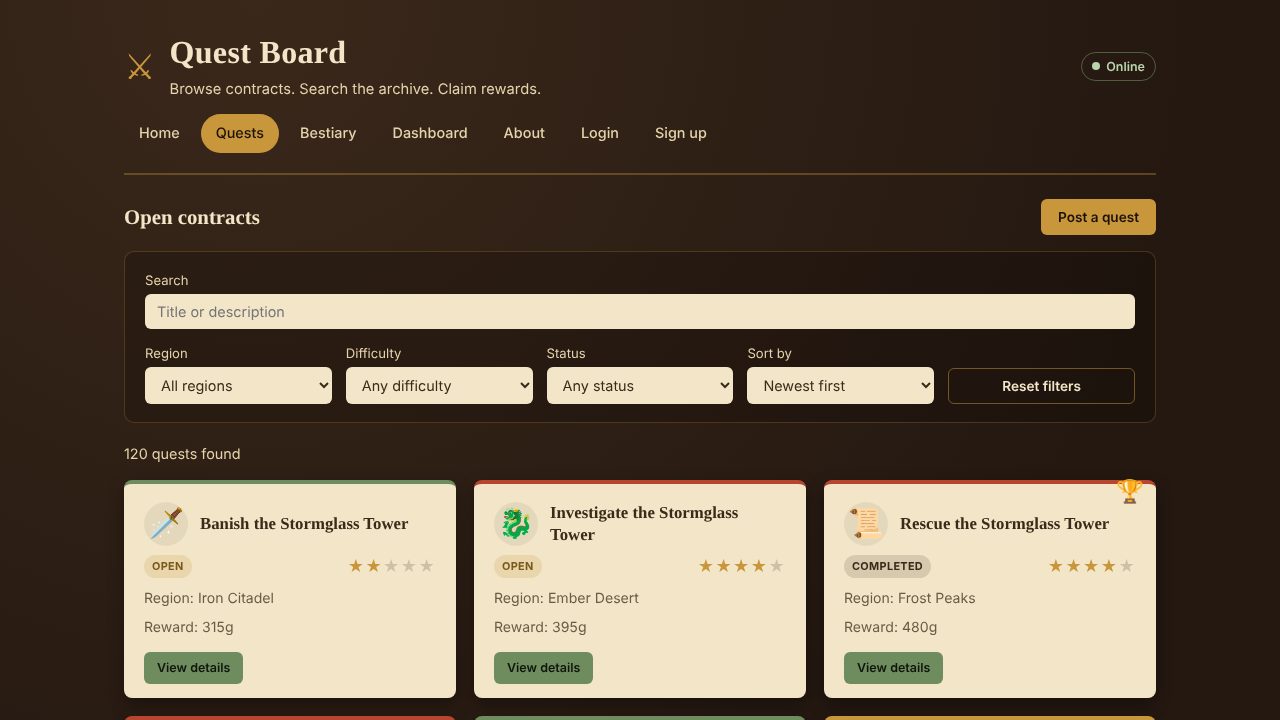 Quest Board
Browse contracts. Search the archive. Claim rewards.
Online
Home Quests Bestiary Dashboard About Login Sign up
Open contracts
Post a quest
Search
Title or description
Region Difficulty Status Sort by
All regions Any difficulty Any status Newest first Reset filters
120 quests found
Banish the Stormglass Tower
OPEN
Region: Iron Citadel
Reward: 315g
View details
Investigate the Stormglass
Tower
OPEN
Region: Ember Desert
Reward: 395g
View details
Rescue the Stormglass Tower
COMPLETED
Region: Frost Peaks
Reward: 480g
View details